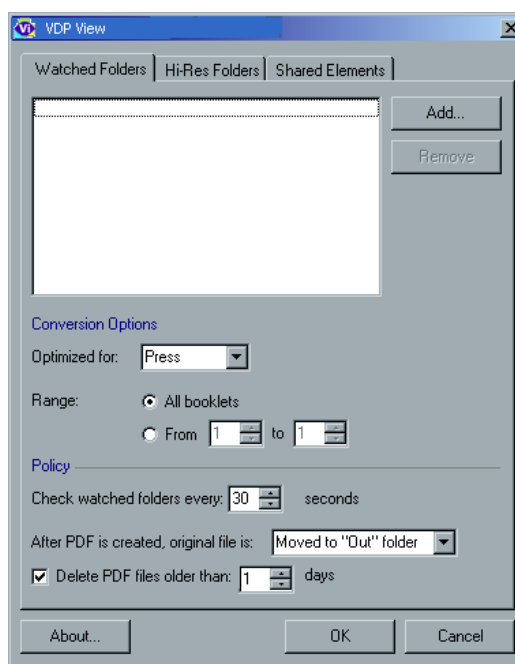 VDP View
Watched Folders Hi-Res Folders Shared Elements
Add...
Remove
Conversion Options
Optimized for: Press
Range: All booklets
From 1 to 1
Policy
Check watched folders every: 30 seconds
After PDF is created, original file is: Moved to "Out" folder
Delete PDF files older than: 1 days
About... OK Cancel